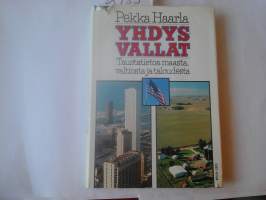 Pekka Haarla
YHDYS
VALLAT
Taustatietoa maasta,
valtiosta ja taloudesta